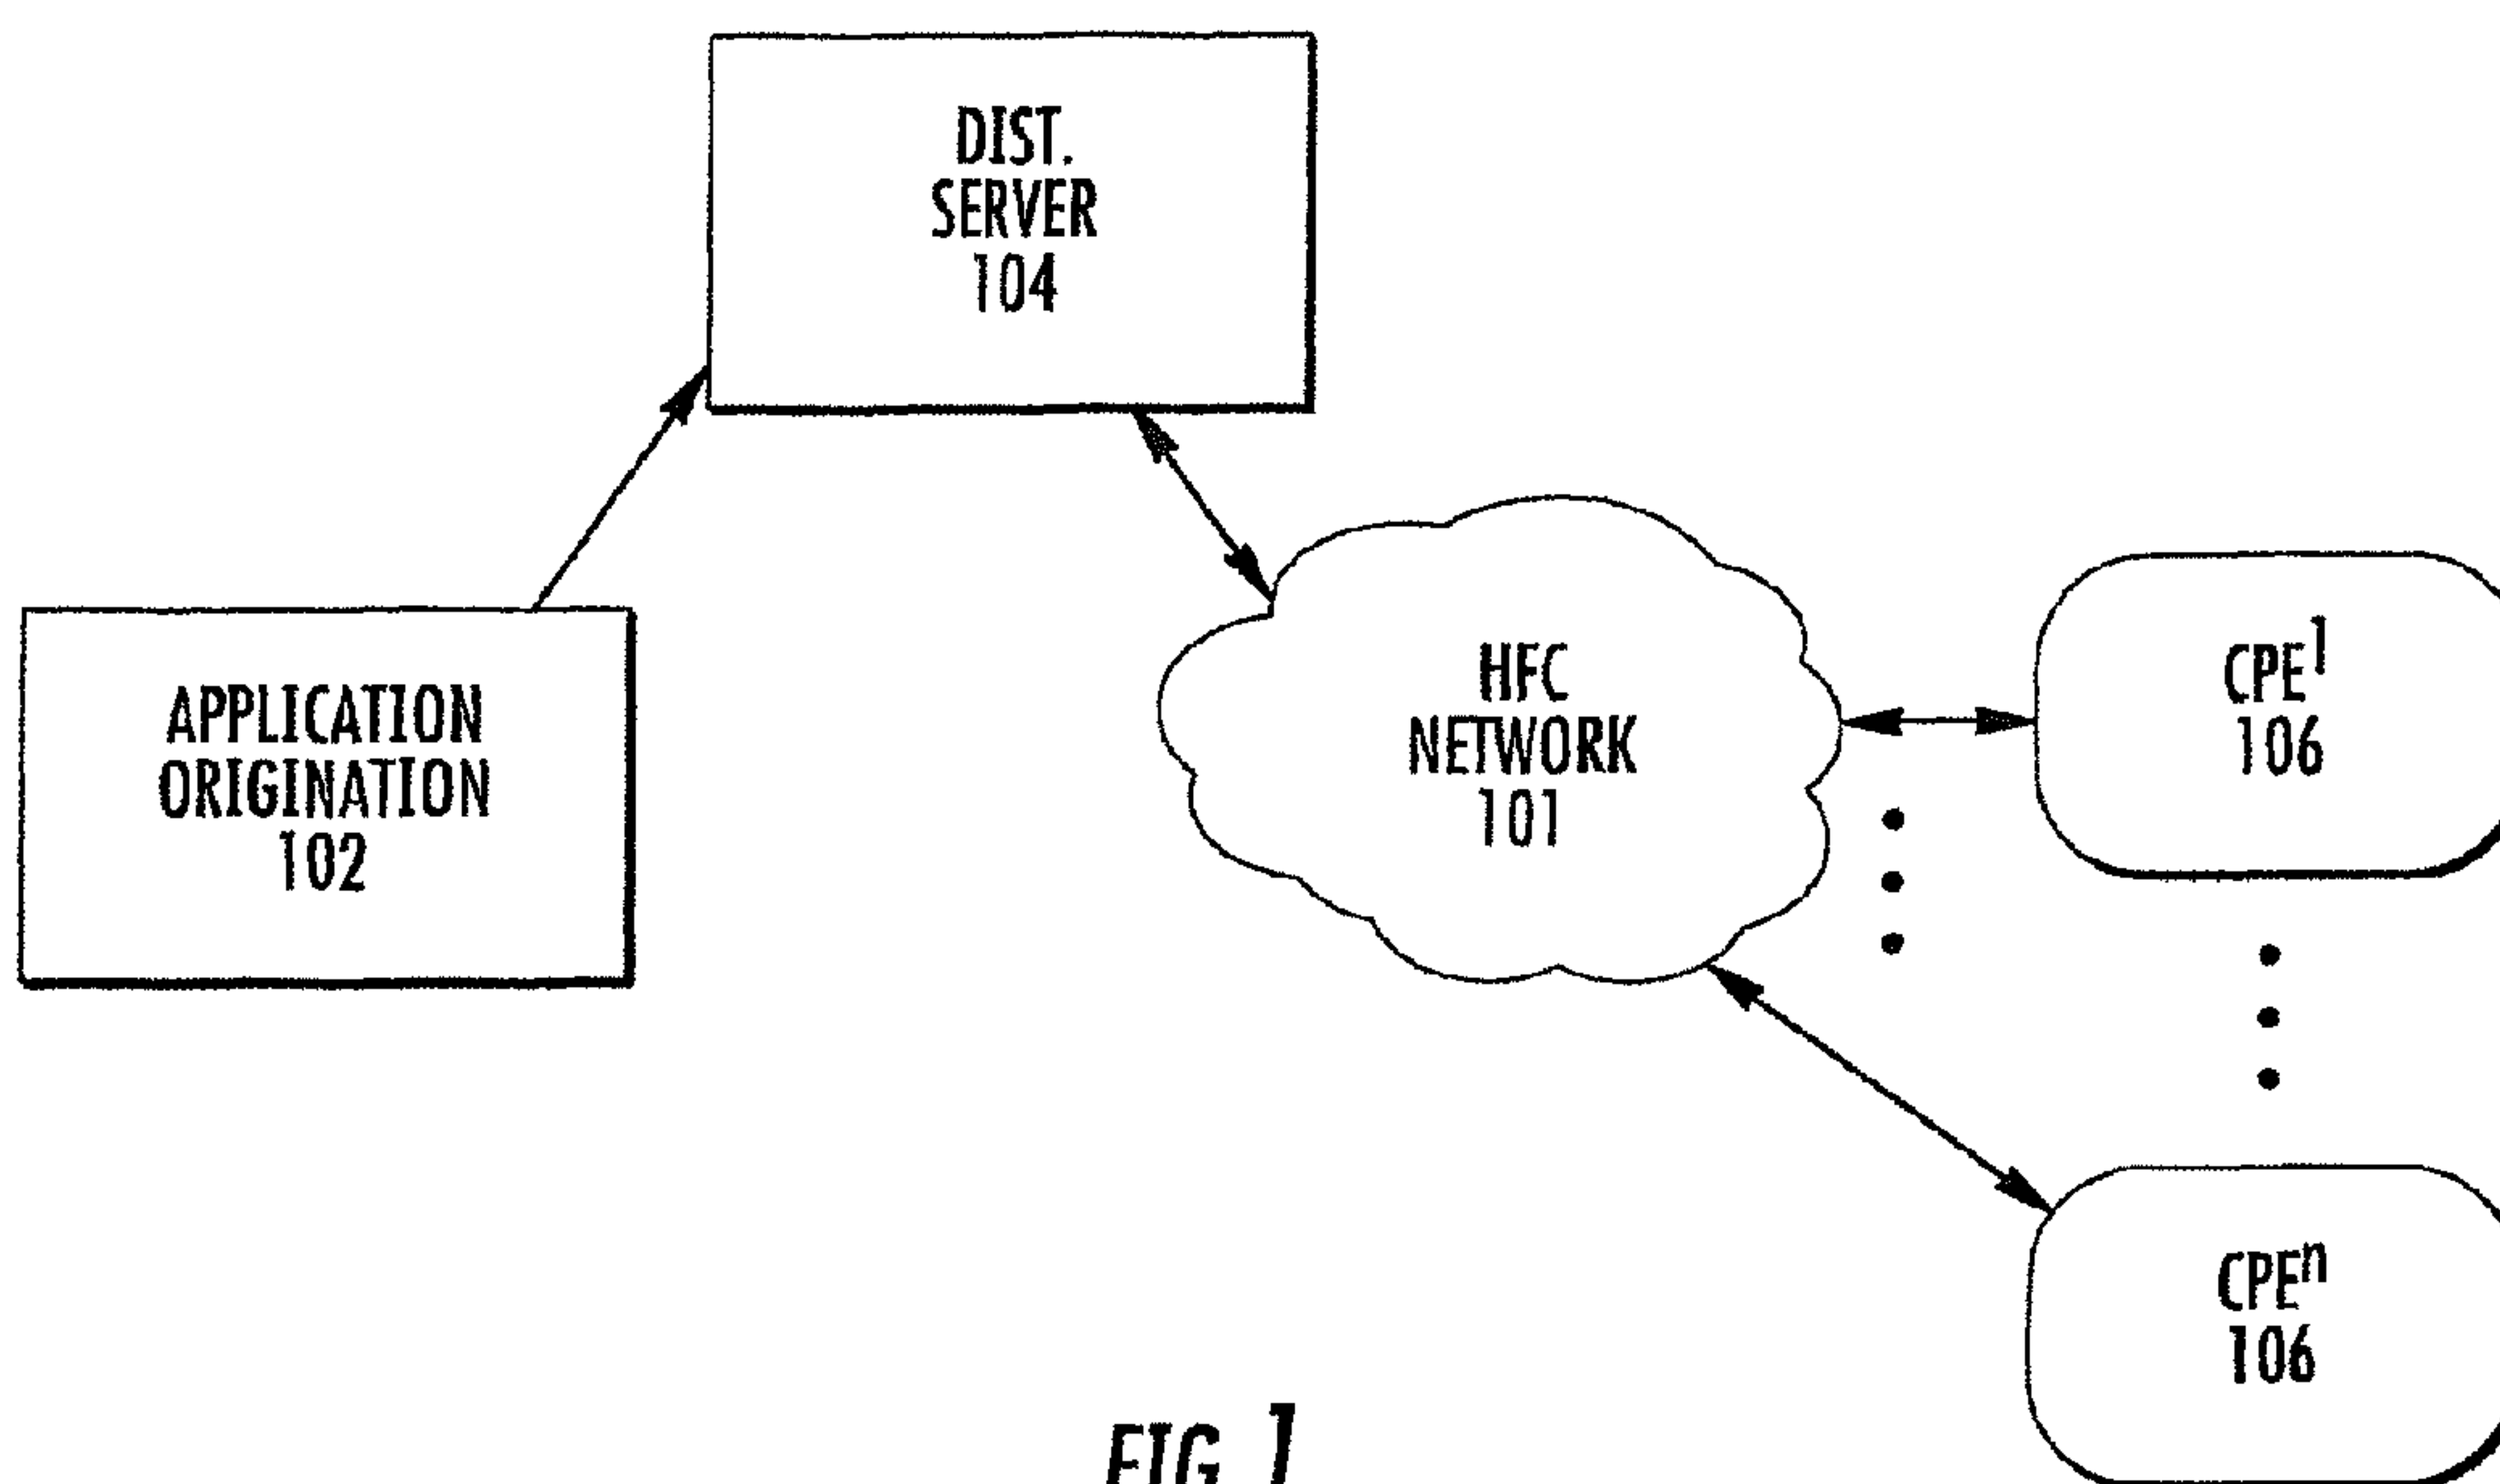 DIST.
SERVER
104
APPLICATION
ORIGINATION
102
HFC
NETWORK
101
CPE1
106
CPEn
106
FIG. 1